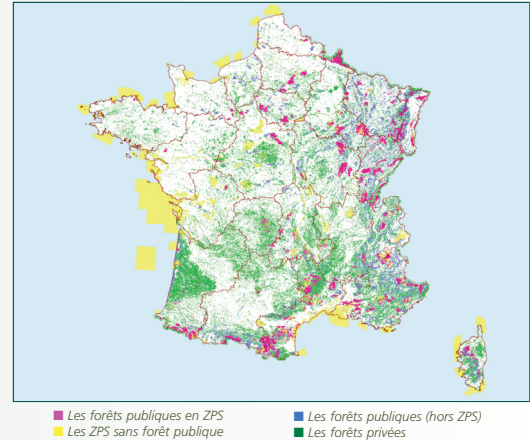 Les forêts publiques en ZPS
Les forêts publiques (hors ZPS)
Les ZPS sans forêt publique
Les forêts privées